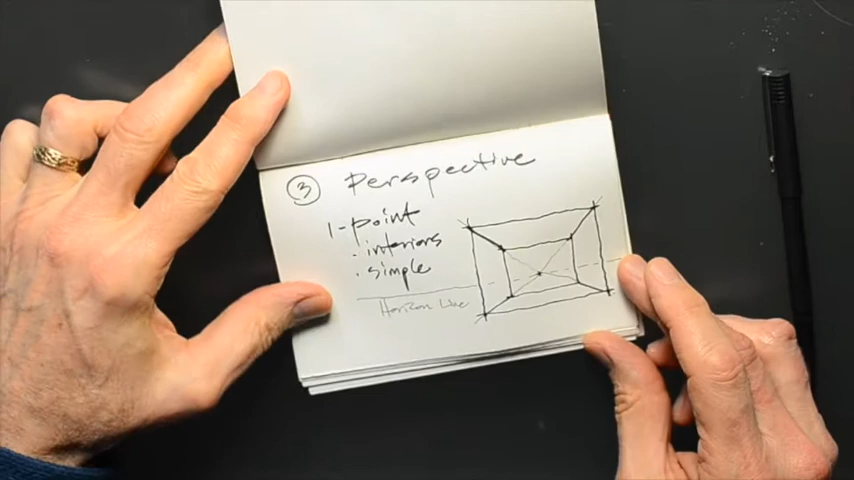 ③ Perspective
1-point
· interiors
· simple
Horizon Line